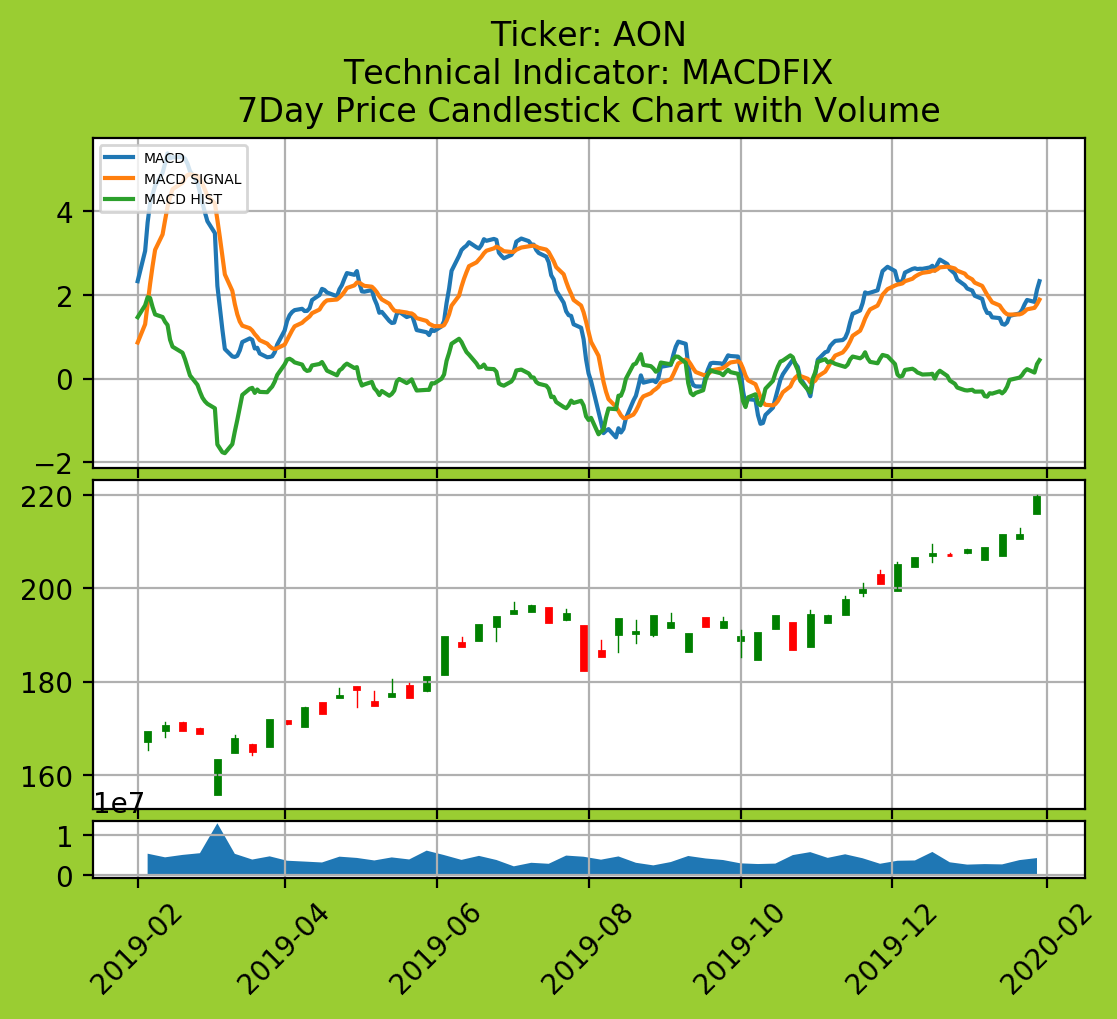 Ticker: AON
Technical Indicator: MACDFIX
7Day Price Candlestick Chart with Volume
MACD
MACD SIGNAL
MACD HIST
4
2
0
−2
220
200
180
160
1e7
1
0
2019-02
2019-04
2019-06
2019-08
2019-10
2019-12
2020-02